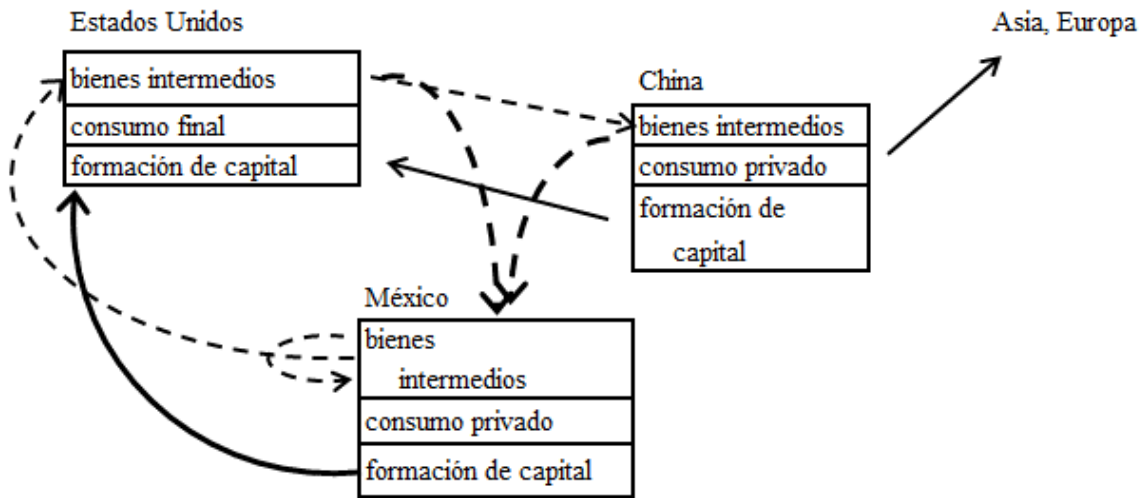 Estados Unidos
bienes intermedios
consumo final
formación de capital
Asia, Europa
China
bienes intermedios
consumo privado
formación de
capital
México
bienes
intermedios
consumo privado
formación de capital